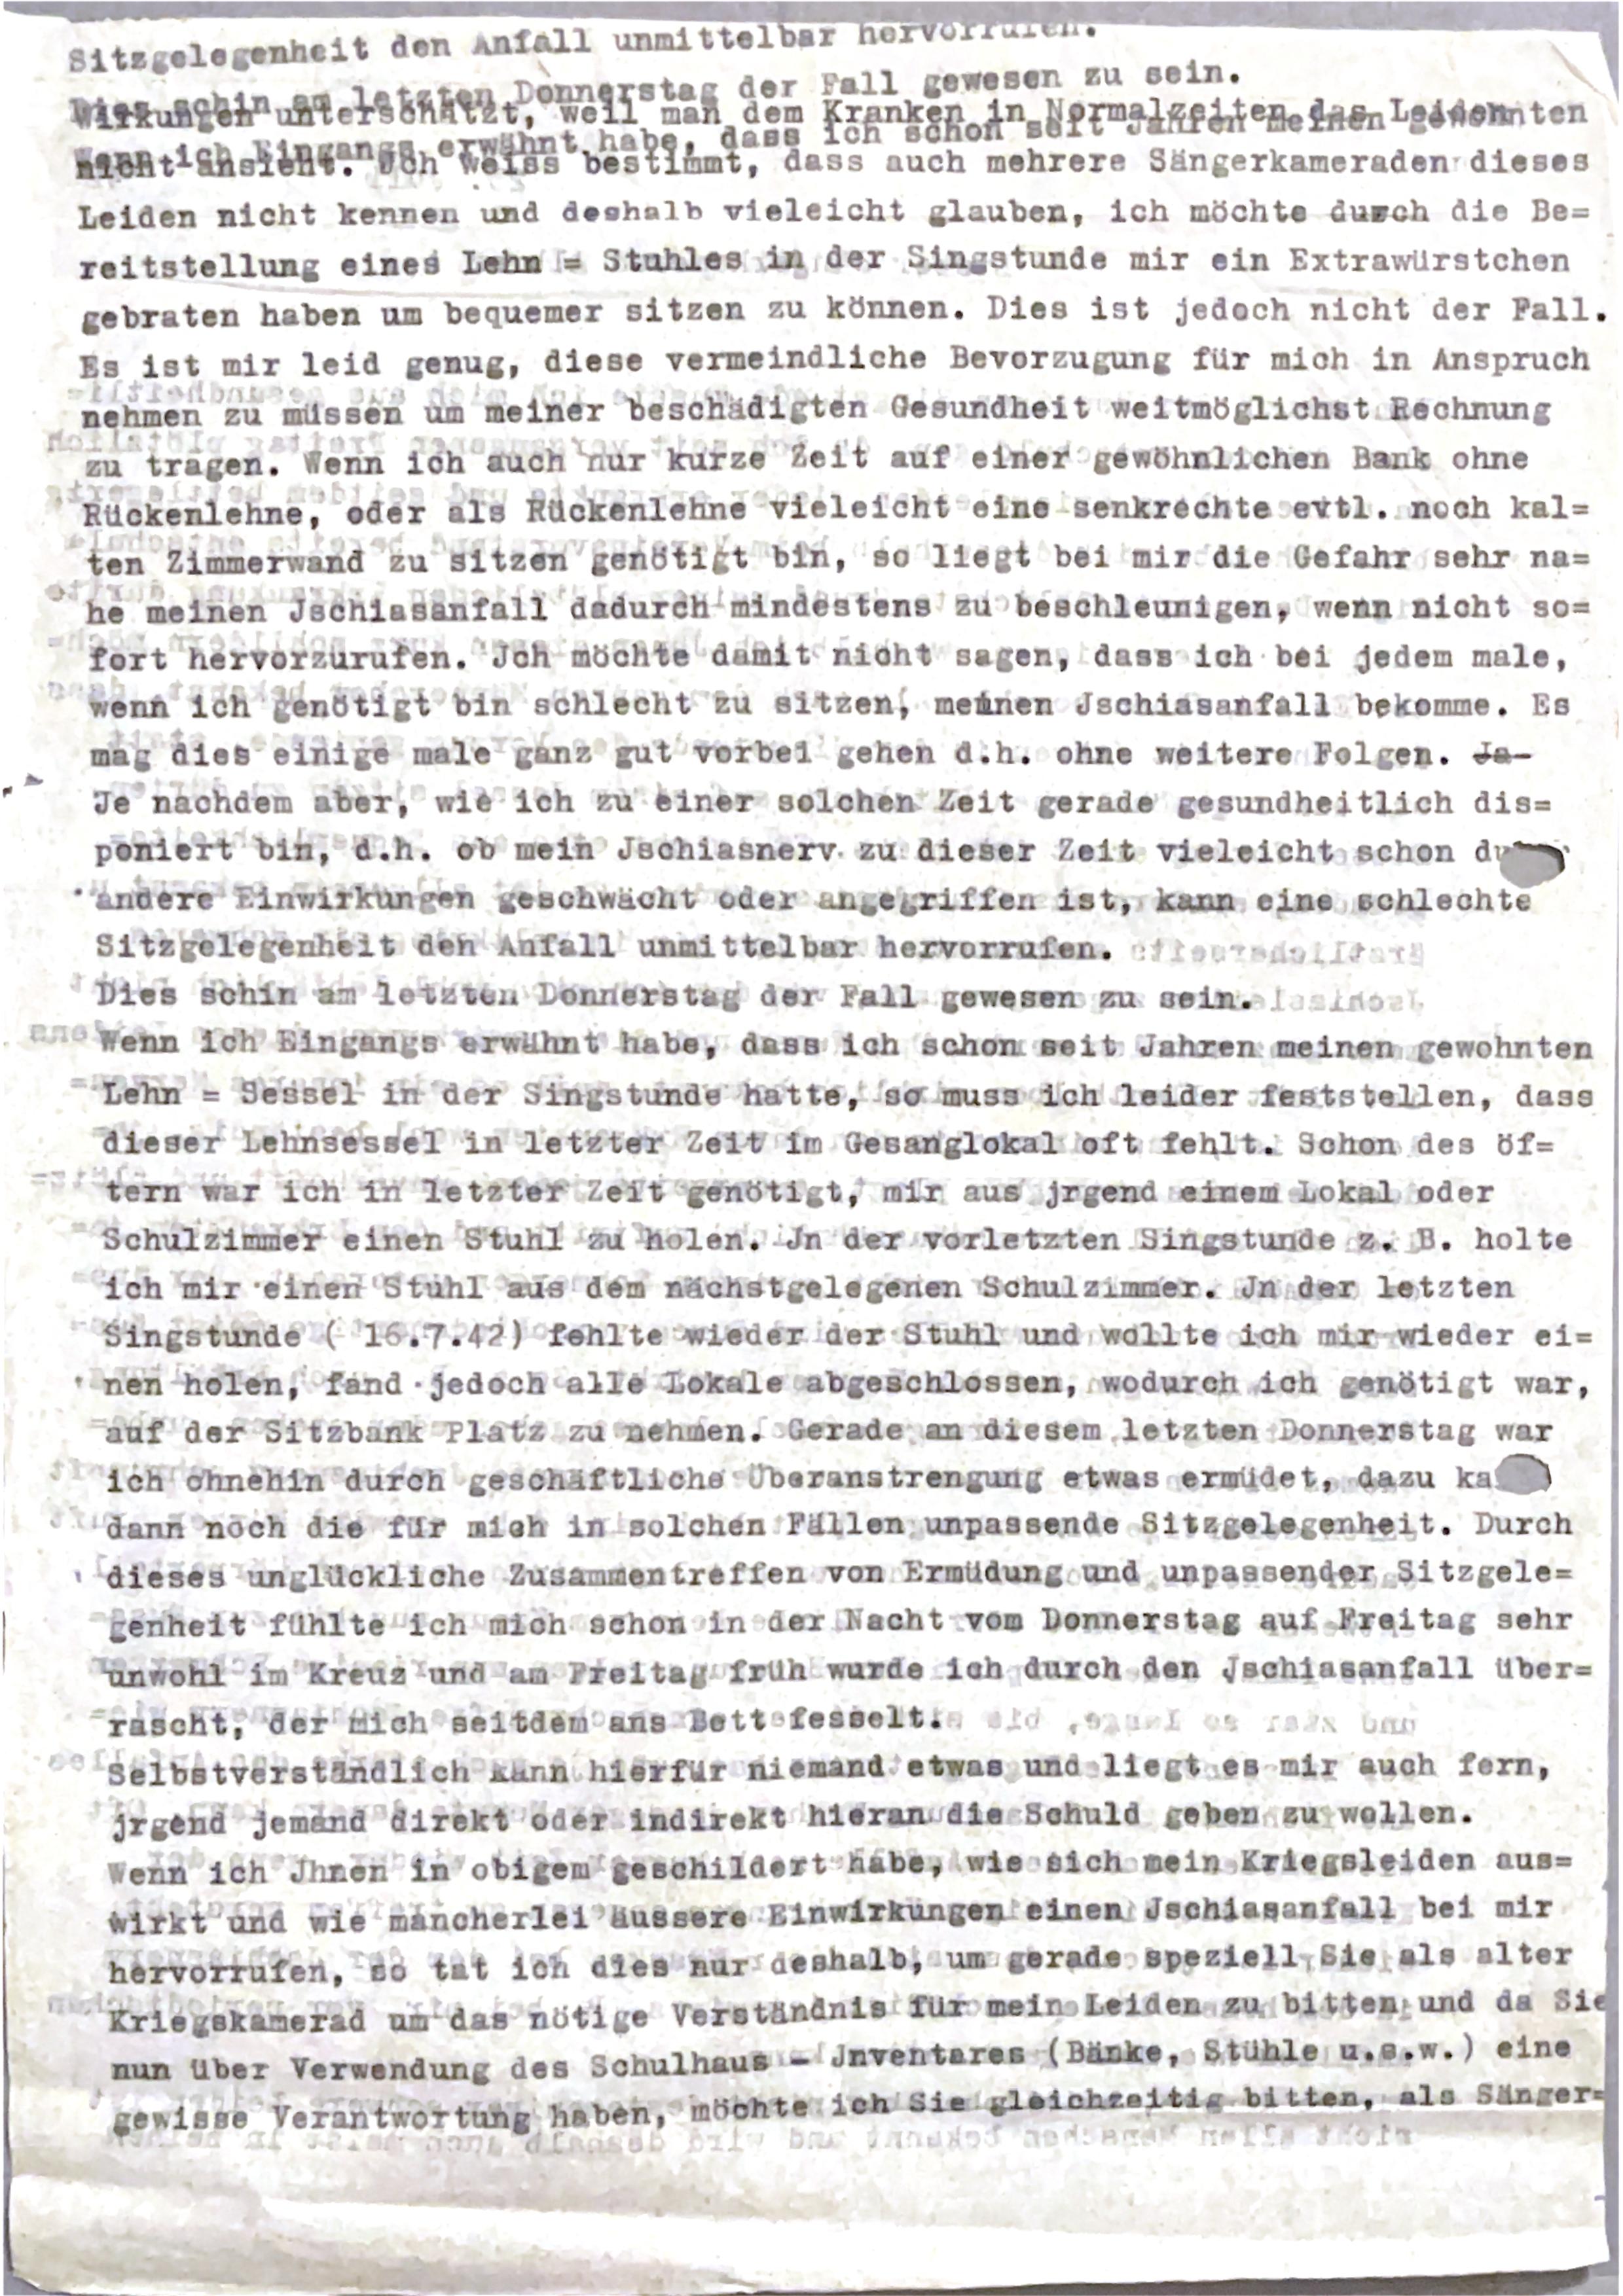 Sitzgelegenheit den Anfall unmittelbar hervorrufen.
Dies schin am letzten Donnerstag der Fall gewesen zu sein.
Wirkungen unterschätzt, weil man dem Kranken in Normalzeiten das Leiden
Wenn ich Eingangs erwähnt habe, dass ich schon seit Jahren meinen gewohnten
nicht ansieht. Jch weiss bestimmt, dass auch mehrere Sängerkameraden dieses
Leiden nicht kennen und deshalb vieleicht glauben, ich möchte durch die Be=
reitstellung eines Lehn = Stuhles in der Singstunde mir ein Extrawürstchen
gebraten haben um bequemer sitzen zu können. Dies ist jedoch nicht der Fall.
Es ist mir leid genug, diese vermeindliche Bevorzugung für mich in Anspruch
nehmen zu müssen um meiner beschädigten Gesundheit weitmöglichst Rechnung
zu tragen. Wenn ich auch nur kurze Zeit auf einer gewöhnlichen Bank ohne
Rückenlehne, oder als Rückenlehne vieleicht eine senkrechte evtl. noch kal=
ten Zimmerwand zu sitzen genötigt bin, so liegt bei mir die Gefahr sehr na=
he meinen Jschiasanfall dadurch mindestens zu beschleunigen, wenn nicht so=
fort hervorzurufen. Jch möchte damit nicht sagen, dass ich bei jedem male,
wenn ich genötigt bin schlecht zu sitzen, meinen Jschiasanfall bekomme. Es
mag dies einige male ganz gut vorbei gehen d.h. ohne weitere Folgen. Ja
Je nachdem aber, wie ich zu einer solchen Zeit gerade gesundheitlich dis=
poniert bin, d.h. ob mein Jschiasnerv zu dieser Zeit vieleicht schon du
andere Einwirkungen geschwächt oder angegriffen ist, kann eine schlechte
Sitzgelegenheit den Anfall unmittelbar hervorrufen.
Dies schin am letzten Donnerstag der Fall gewesen zu sein.
Wenn ich Eingangs erwähnt habe, dass ich schon seit Jahren meinen gewohnten
Lehn = Sessel in der Singstunde hatte, so muss ich leider feststellen, dass
dieser Lehnsessel in letzter Zeit im Gesanglokal oft fehlt. Schon des öf=
tern war ich in letzter Zeit genötigt, mir aus jrgend einem Lokal oder
Schulzimmer einen Stuhl zu holen. Jn der vorletzten Singstunde z. B. holte
ich mir einen Stuhl aus dem nächstgelegenen Schulzimmer. Jn der letzten
Singstunde ( 16.7.42) fehlte wieder der Stuhl und wollte ich mir wieder ei=
nen holen, fand jedoch alle Lokale abgeschlossen, wodurch ich genötigt war,
auf der Sitzbank Platz zu nehmen. Gerade an diesem letzten Donnerstag war
ich ohnehin durch geschäftliche Überanstrengung etwas ermüdet, dazu ka
dann noch die für mich in solchen Fällen unpassende Sitzgelegenheit. Durch
dieses unglückliche Zusammentreffen von Ermüdung und unpassender Sitzgele=
genheit fühlte ich mich schon in der Nacht vom Donnerstag auf Freitag sehr
unwohl im Kreuz und am Freitag früh wurde ich durch den Jschiasanfall über=
rascht, der mich seitdem ans Bett fesselt.
Selbstverständlich kann hierfür niemand etwas und liegt es mir auch fern,
jrgend jemand direkt oder indirekt hieran die Schuld geben zu wollen.
Wenn ich Jhnen in obigem geschildert habe, wie sich mein Kriegsleiden aus=
wirkt und wie mancherlei äussere Einwirkungen einen Jschiasanfall bei mir
hervorrufen, so tat ich dies nur deshalb, um gerade speziell Sie als alter
Kriegskamerad um das nötige Verständnis für mein Leiden zu bitten und da Sie
nun über Verwendung des Schulhaus - Jnventares (Bänke, Stühle u.s.w.) eine
gewisse Verantwortung haben, möchte ich Sie gleichzeitig bitten, als Sänger=